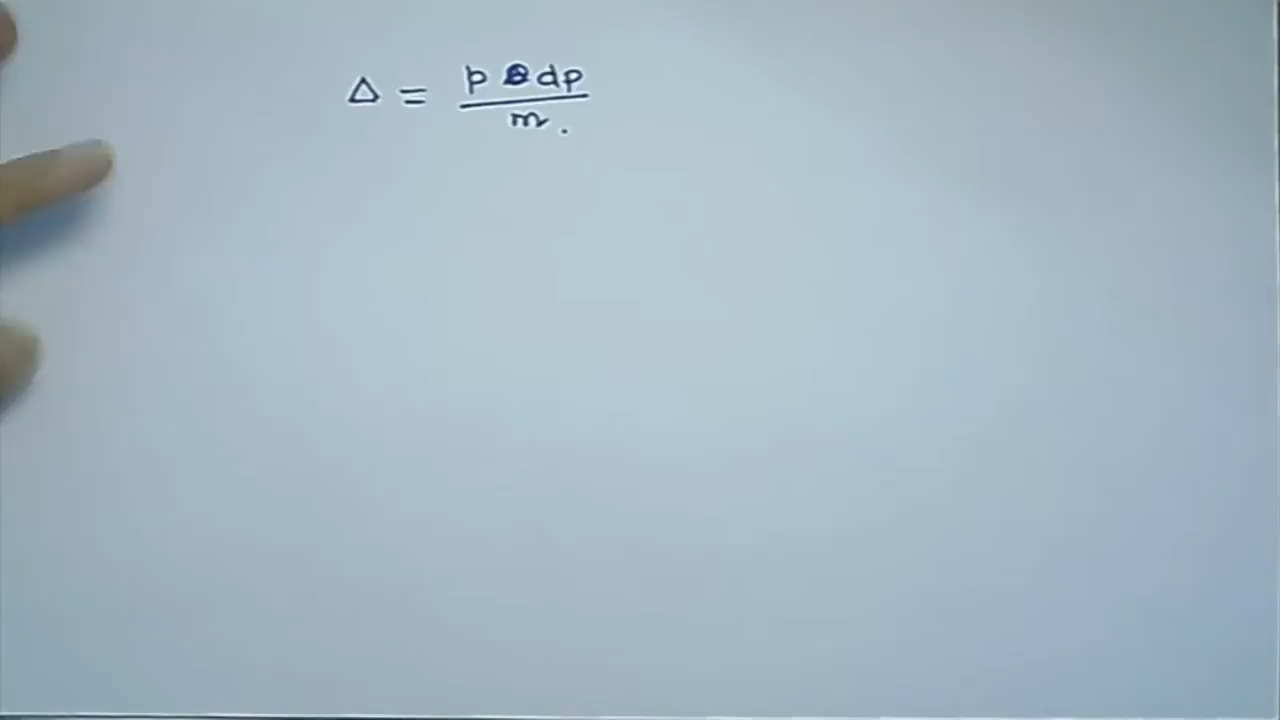 Δ = p dp / m.